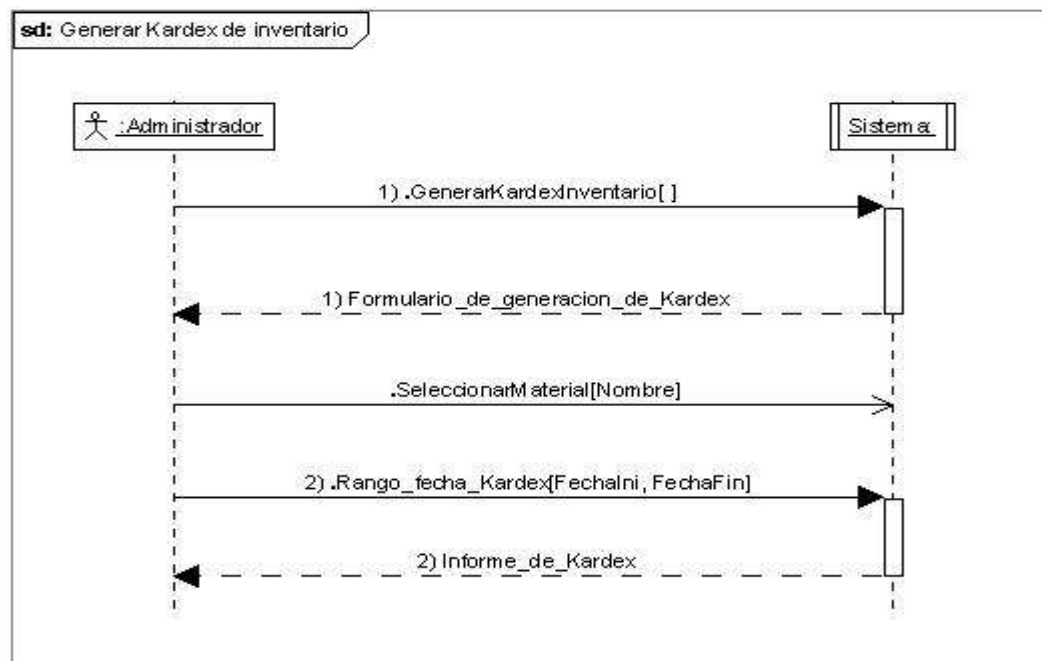 sd: Generar Kardex de inventario
:Administrador
Sistema:
1) .GenerarKardexInventario[ ]
1) Formulario_de_generacion_de_Kardex
.SeleccionarMaterial[Nombre]
2) .Rango_fecha_Kardex[FechaIni, FechaFin]
2) Informe_de_Kardex